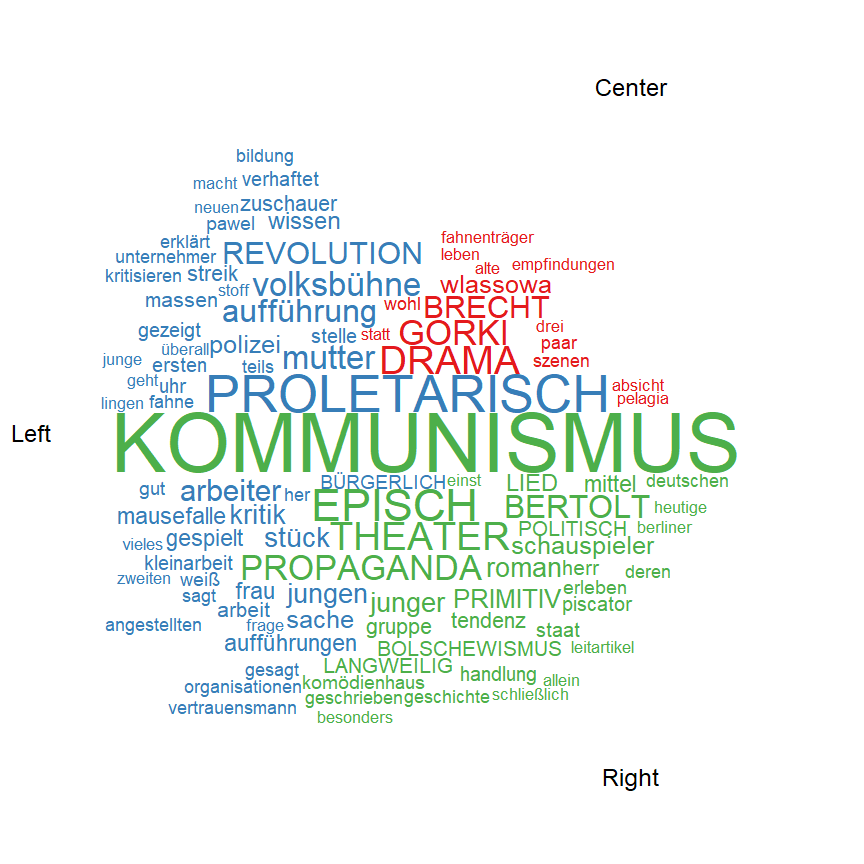 Center
bildung
macht verhaftet
neuen zuschauer
pawel wissen
erklärt fahnenträger
unternehmer REVOLUTION leben
kritisieren streik alte empfindungen
stoff volksbühne wlassowa
massen aufführung wohl BRECHT
gezeigt stelle statt GORKI drei
überall polizei paar
junge ersten teils mutter DRAMA szenen
geht uhr PROLETARISCH absicht
lingen fahne pelagia
Left KOMMUNISMUS
gut arbeiter her BÜRGERLICH einst LIED mittel deutschen
mausefalle kritik EPISCH BERTOLT heutige
vieles gespielt stück THEATER POLITISCH berliner
schauspieler
kleinarbeit PROPAGANDA roman herr deren
zweiten weiß
sagt frau jungen junger PRIMITIV erleben
arbeit piscator
angestellten frage sache gruppe tendenz staat
aufführungen BOLSCHEWISMUS leitartikel
gesagt LANGWEILIG handlung
organisationen komödienhaus allein
geschrieben geschichte schließlich
vertrauensmann
besonders
Right